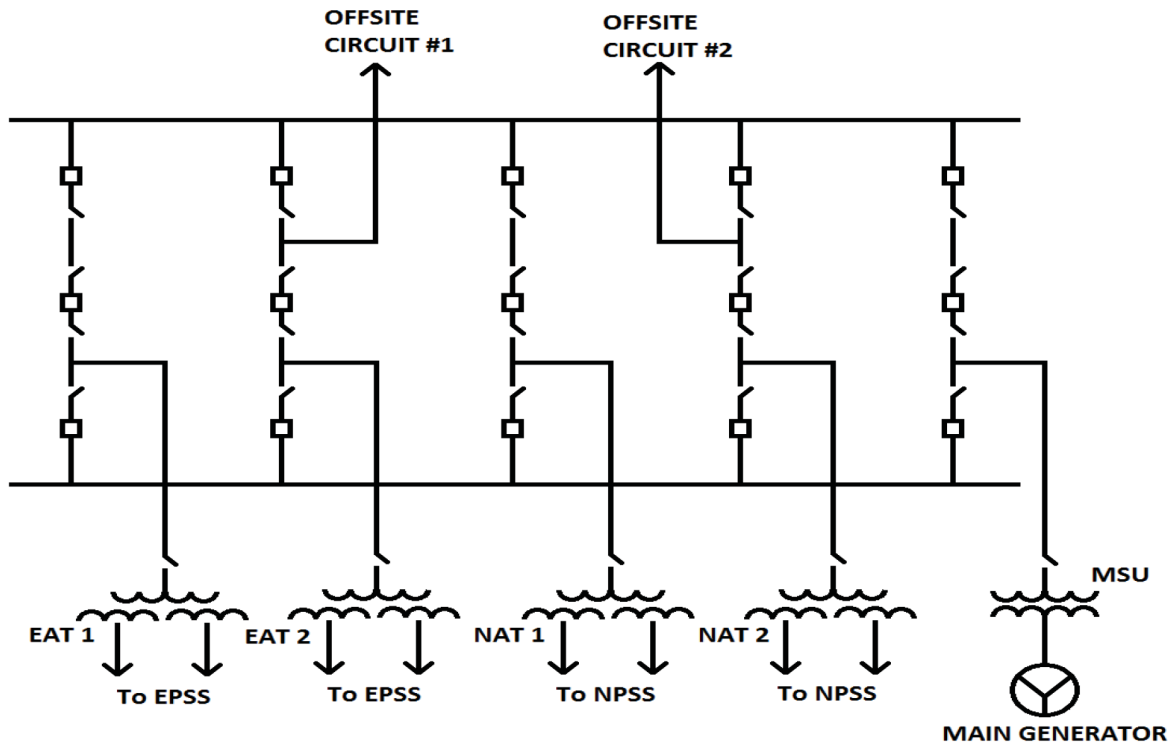 OFFSITE
CIRCUIT #1
OFFSITE
CIRCUIT #2
MSU
EAT 1
EAT 2
NAT 1
NAT 2
To EPSS
To EPSS
To NPSS
To NPSS
MAIN GENERATOR